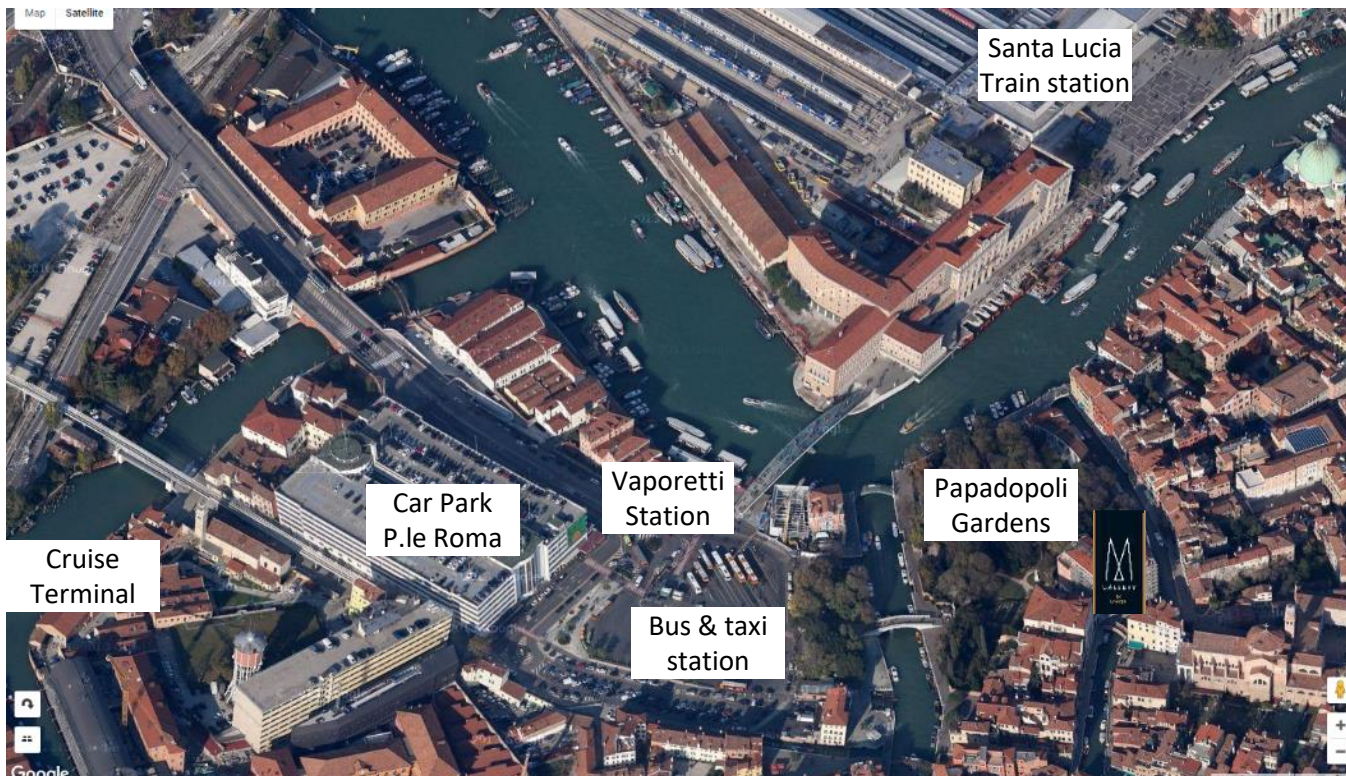 Map Satellite
Santa Lucia
Train station
Vaporetti
Station
Papadopoli
Gardens
Car Park
P.le Roma
Cruise
Terminal
Bus & taxi
station
Google